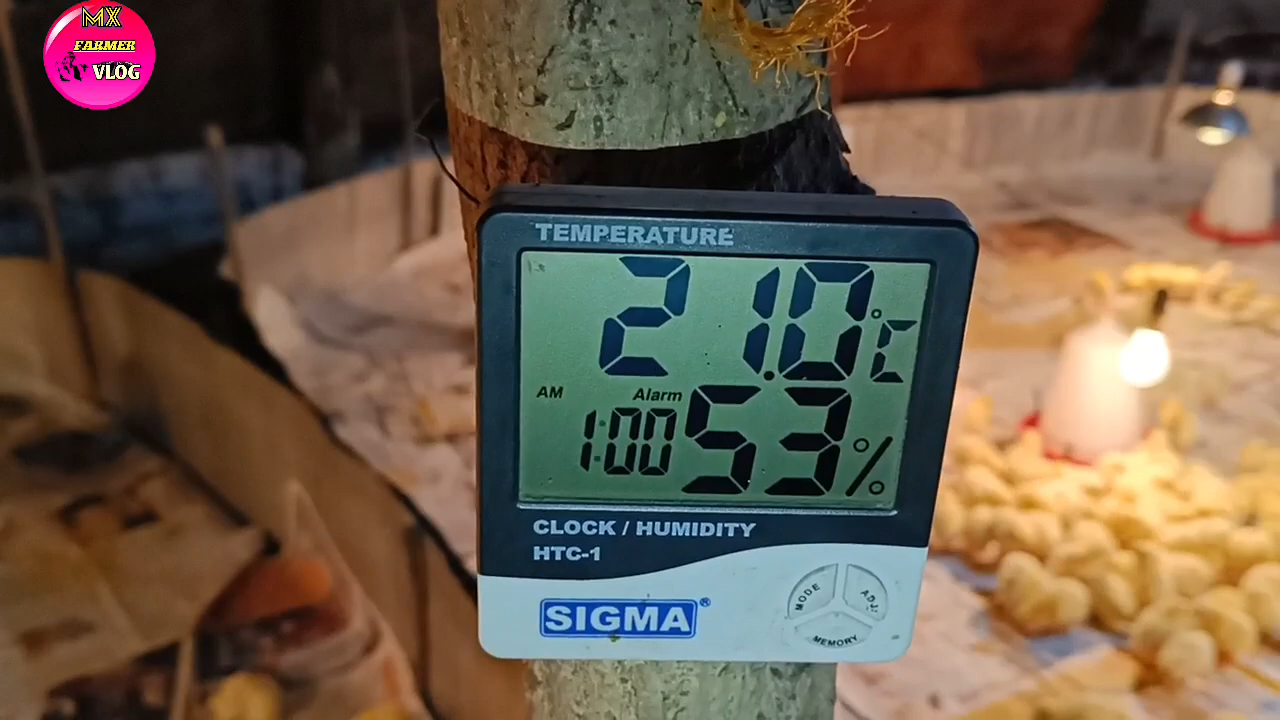 MX
FARMER
VLOG
TEMPERATURE
21.0°C
AM Alarm
1:00 53%
CLOCK / HUMIDITY
HTC-1
SIGMA®
MODE ADJ.
MEMORY